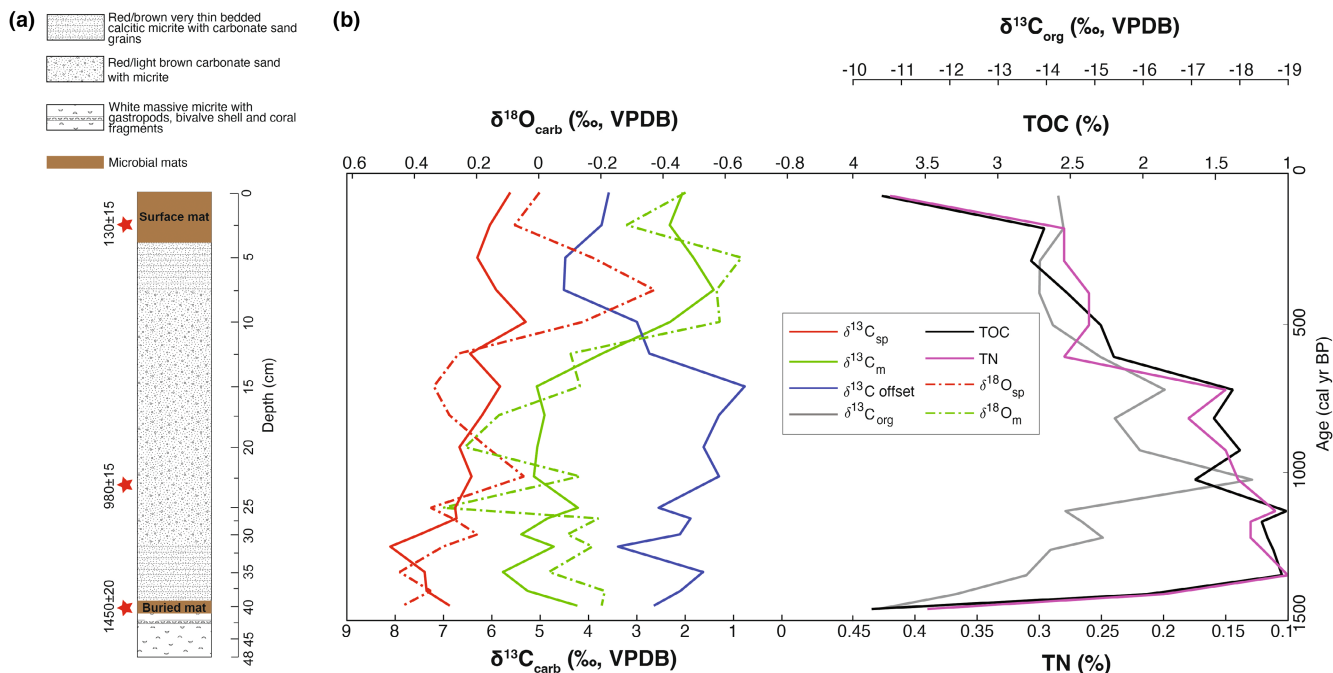 (a)
Red/brown very thin bedded
calcitic micrite with carbonate sand
grains
Red/light brown carbonate sand
with micrite
White massive micrite with
gastropods, bivalve shell and coral
fragments
Microbial mats
Surface mat
Buried mat
130±15
980±15
1450±20
0
5
10
15
20
25
30
35
40
48 45
Depth (cm)
(b)
δ13Corg (‰, VPDB)
-10 -11 -12 -13 -14 -15 -16 -17 -18 -19
δ18Ocarb (‰, VPDB)
0.6 0.4 0.2 0 -0.2 -0.4 -0.6 -0.8
TOC (%)
4 3.5 3 2.5 2 1.5 1
δ13Csp
δ13Cm
δ13C offset
δ13Corg
TOC
TN
δ18Osp
δ18Om
0
500
1000
1500
Age (cal yr BP)
9 8 7 6 5 4 3 2 1 0
δ13Ccarb (‰, VPDB)
0.45 0.4 0.35 0.3 0.25 0.2 0.15 0.1
TN (%)